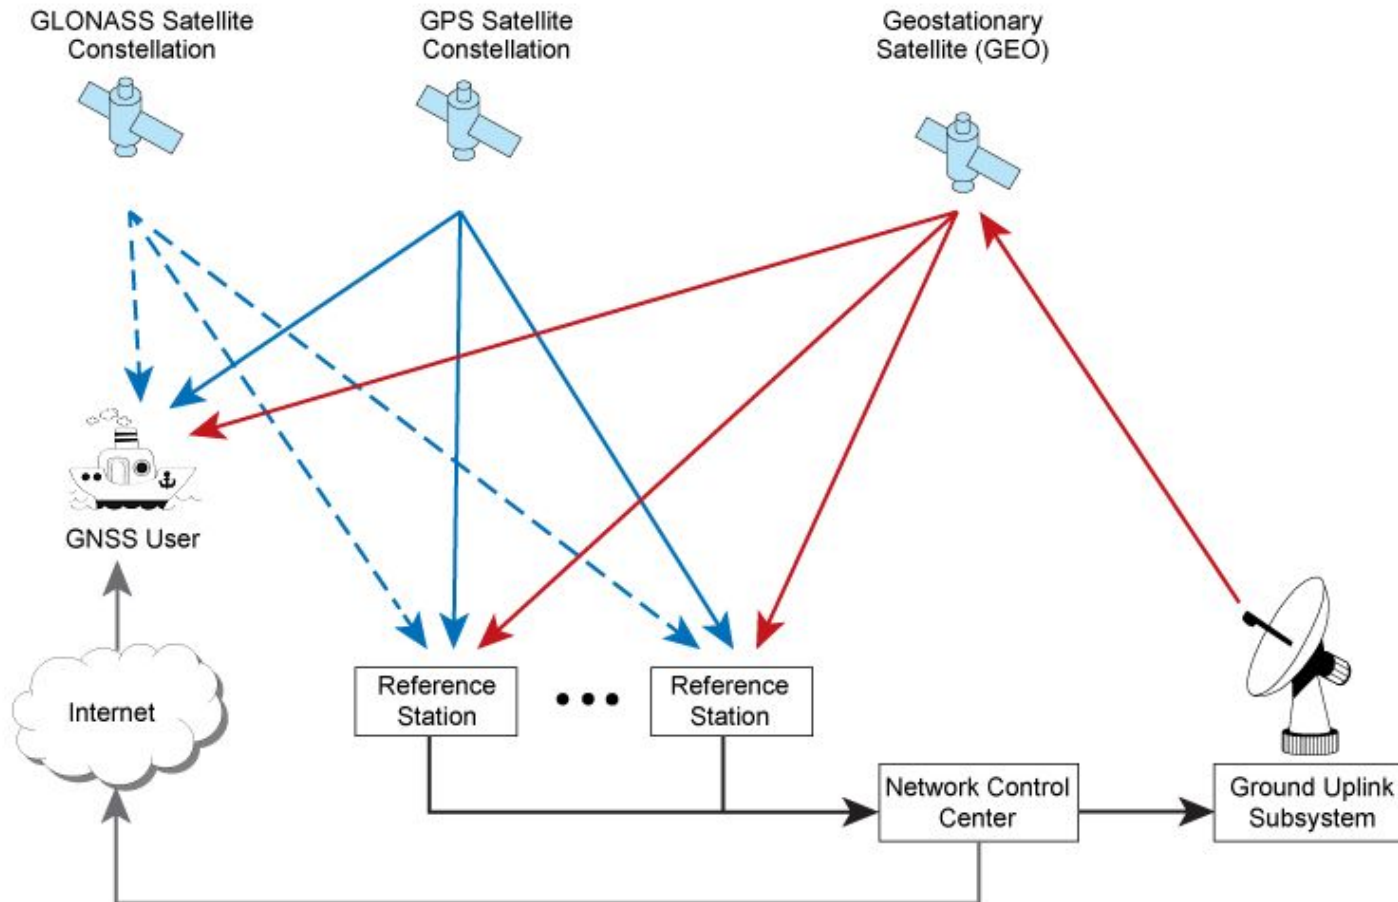 GLONASS Satellite
Constellation
GPS Satellite
Constellation
Geostationary
Satellite (GEO)
GNSS User
Internet
Reference
Station
Reference
Station
Network Control
Center
Ground Uplink
Subsystem